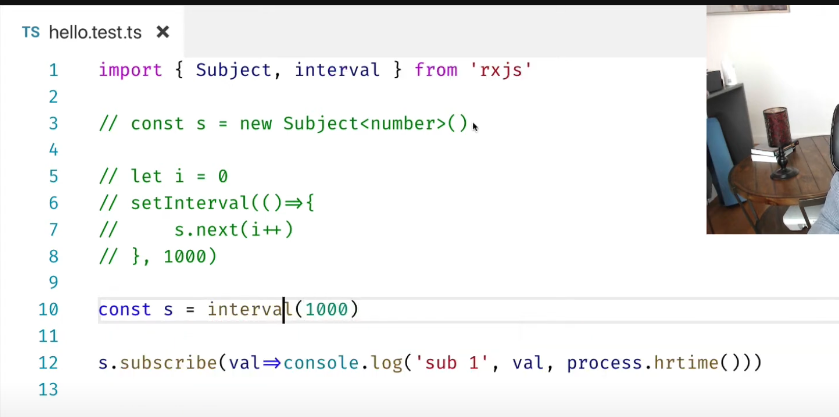 TS hello.test.ts ×
1 import { Subject, interval } from 'rxjs'
2
3 // const s = new Subject<number>()
4
5 // let i = 0
6 // setInterval(()=>{
7 //     s.next(i++)
8 // }, 1000)
9
10 const s = interval(1000)
11
12 s.subscribe(val=>console.log('sub 1', val, process.hrtime()))
13